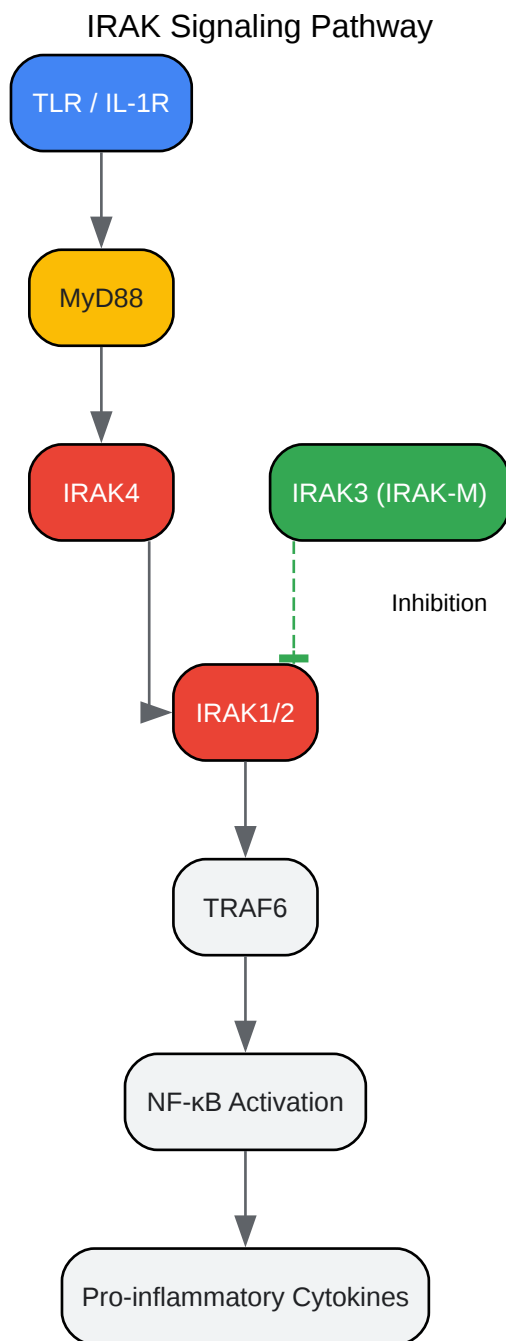 IRAK Signaling Pathway
TLR / IL-1R
MyD88
IRAK4
IRAK3 (IRAK-M)
Inhibition
IRAK1/2
TRAF6
NF-κB Activation
Pro-inflammatory Cytokines